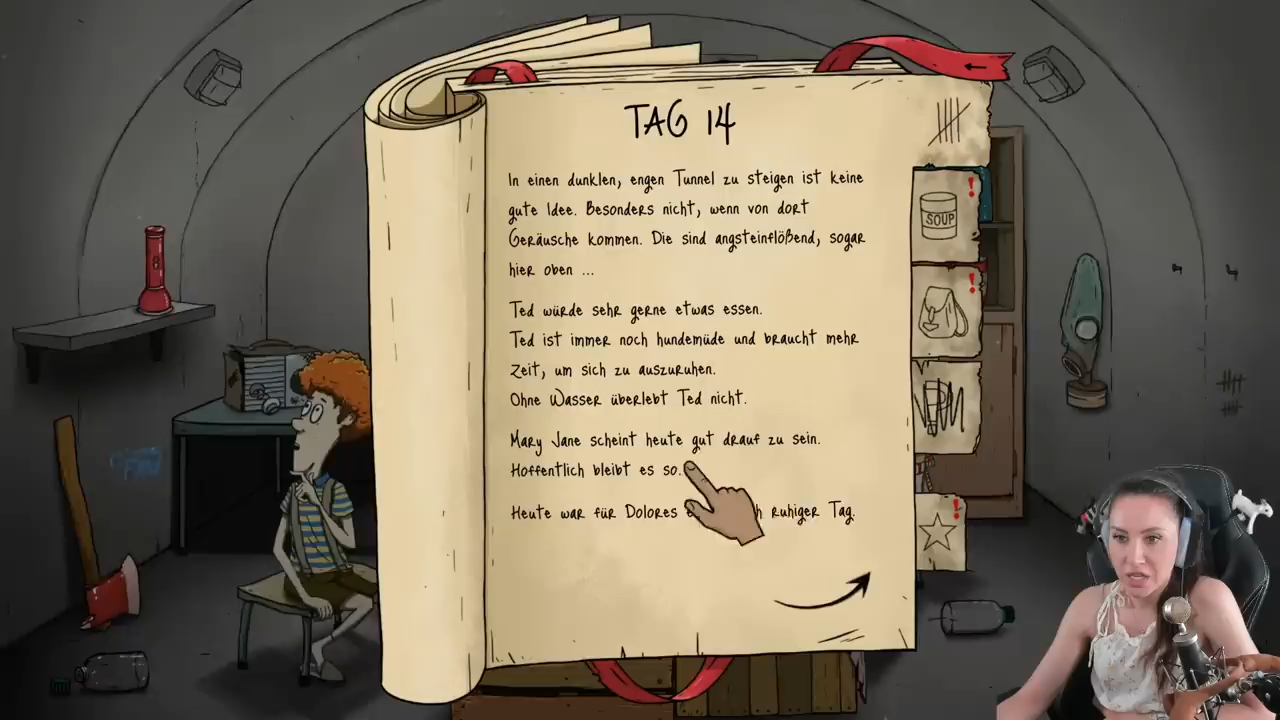 TAG 14
In einen dunklen, engen Tunnel zu steigen ist keine
gute Idee. Besonders nicht, wenn von dort
Geräusche kommen. Die sind angsteinflößend, sogar
hier oben ...
Ted würde sehr gerne etwas essen.
Ted ist immer noch hundemüde und braucht mehr
Zeit, um sich zu auszuruhen.
Ohne Wasser überlebt Ted nicht.
Mary Jane scheint heute gut drauf zu sein.
Hoffentlich bleibt es so.
Heute war für Dolores ruhiger Tag.
!
SOUP
!
!